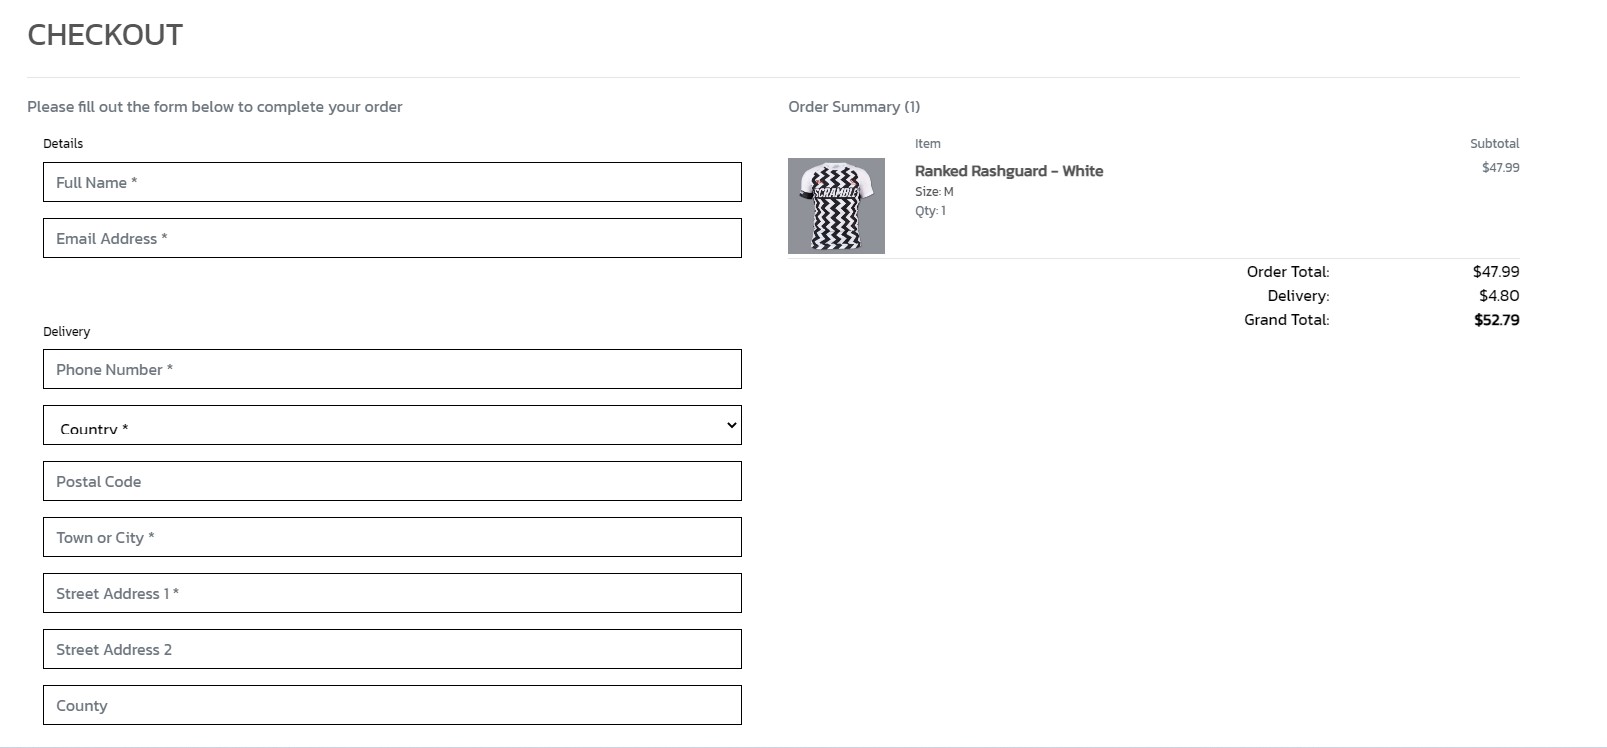 CHECKOUT
Please fill out the form below to complete your order
Details
Full Name *
Email Address *
Delivery
Phone Number *
Country *
Postal Code
Town or City *
Street Address 1 *
Street Address 2
County
Order Summary (1)
Item Subtotal
SCRAMBLE
Ranked Rashguard - White $47.99
Size: M
Qty: 1
Order Total: $47.99
Delivery: $4.80
Grand Total: $52.79